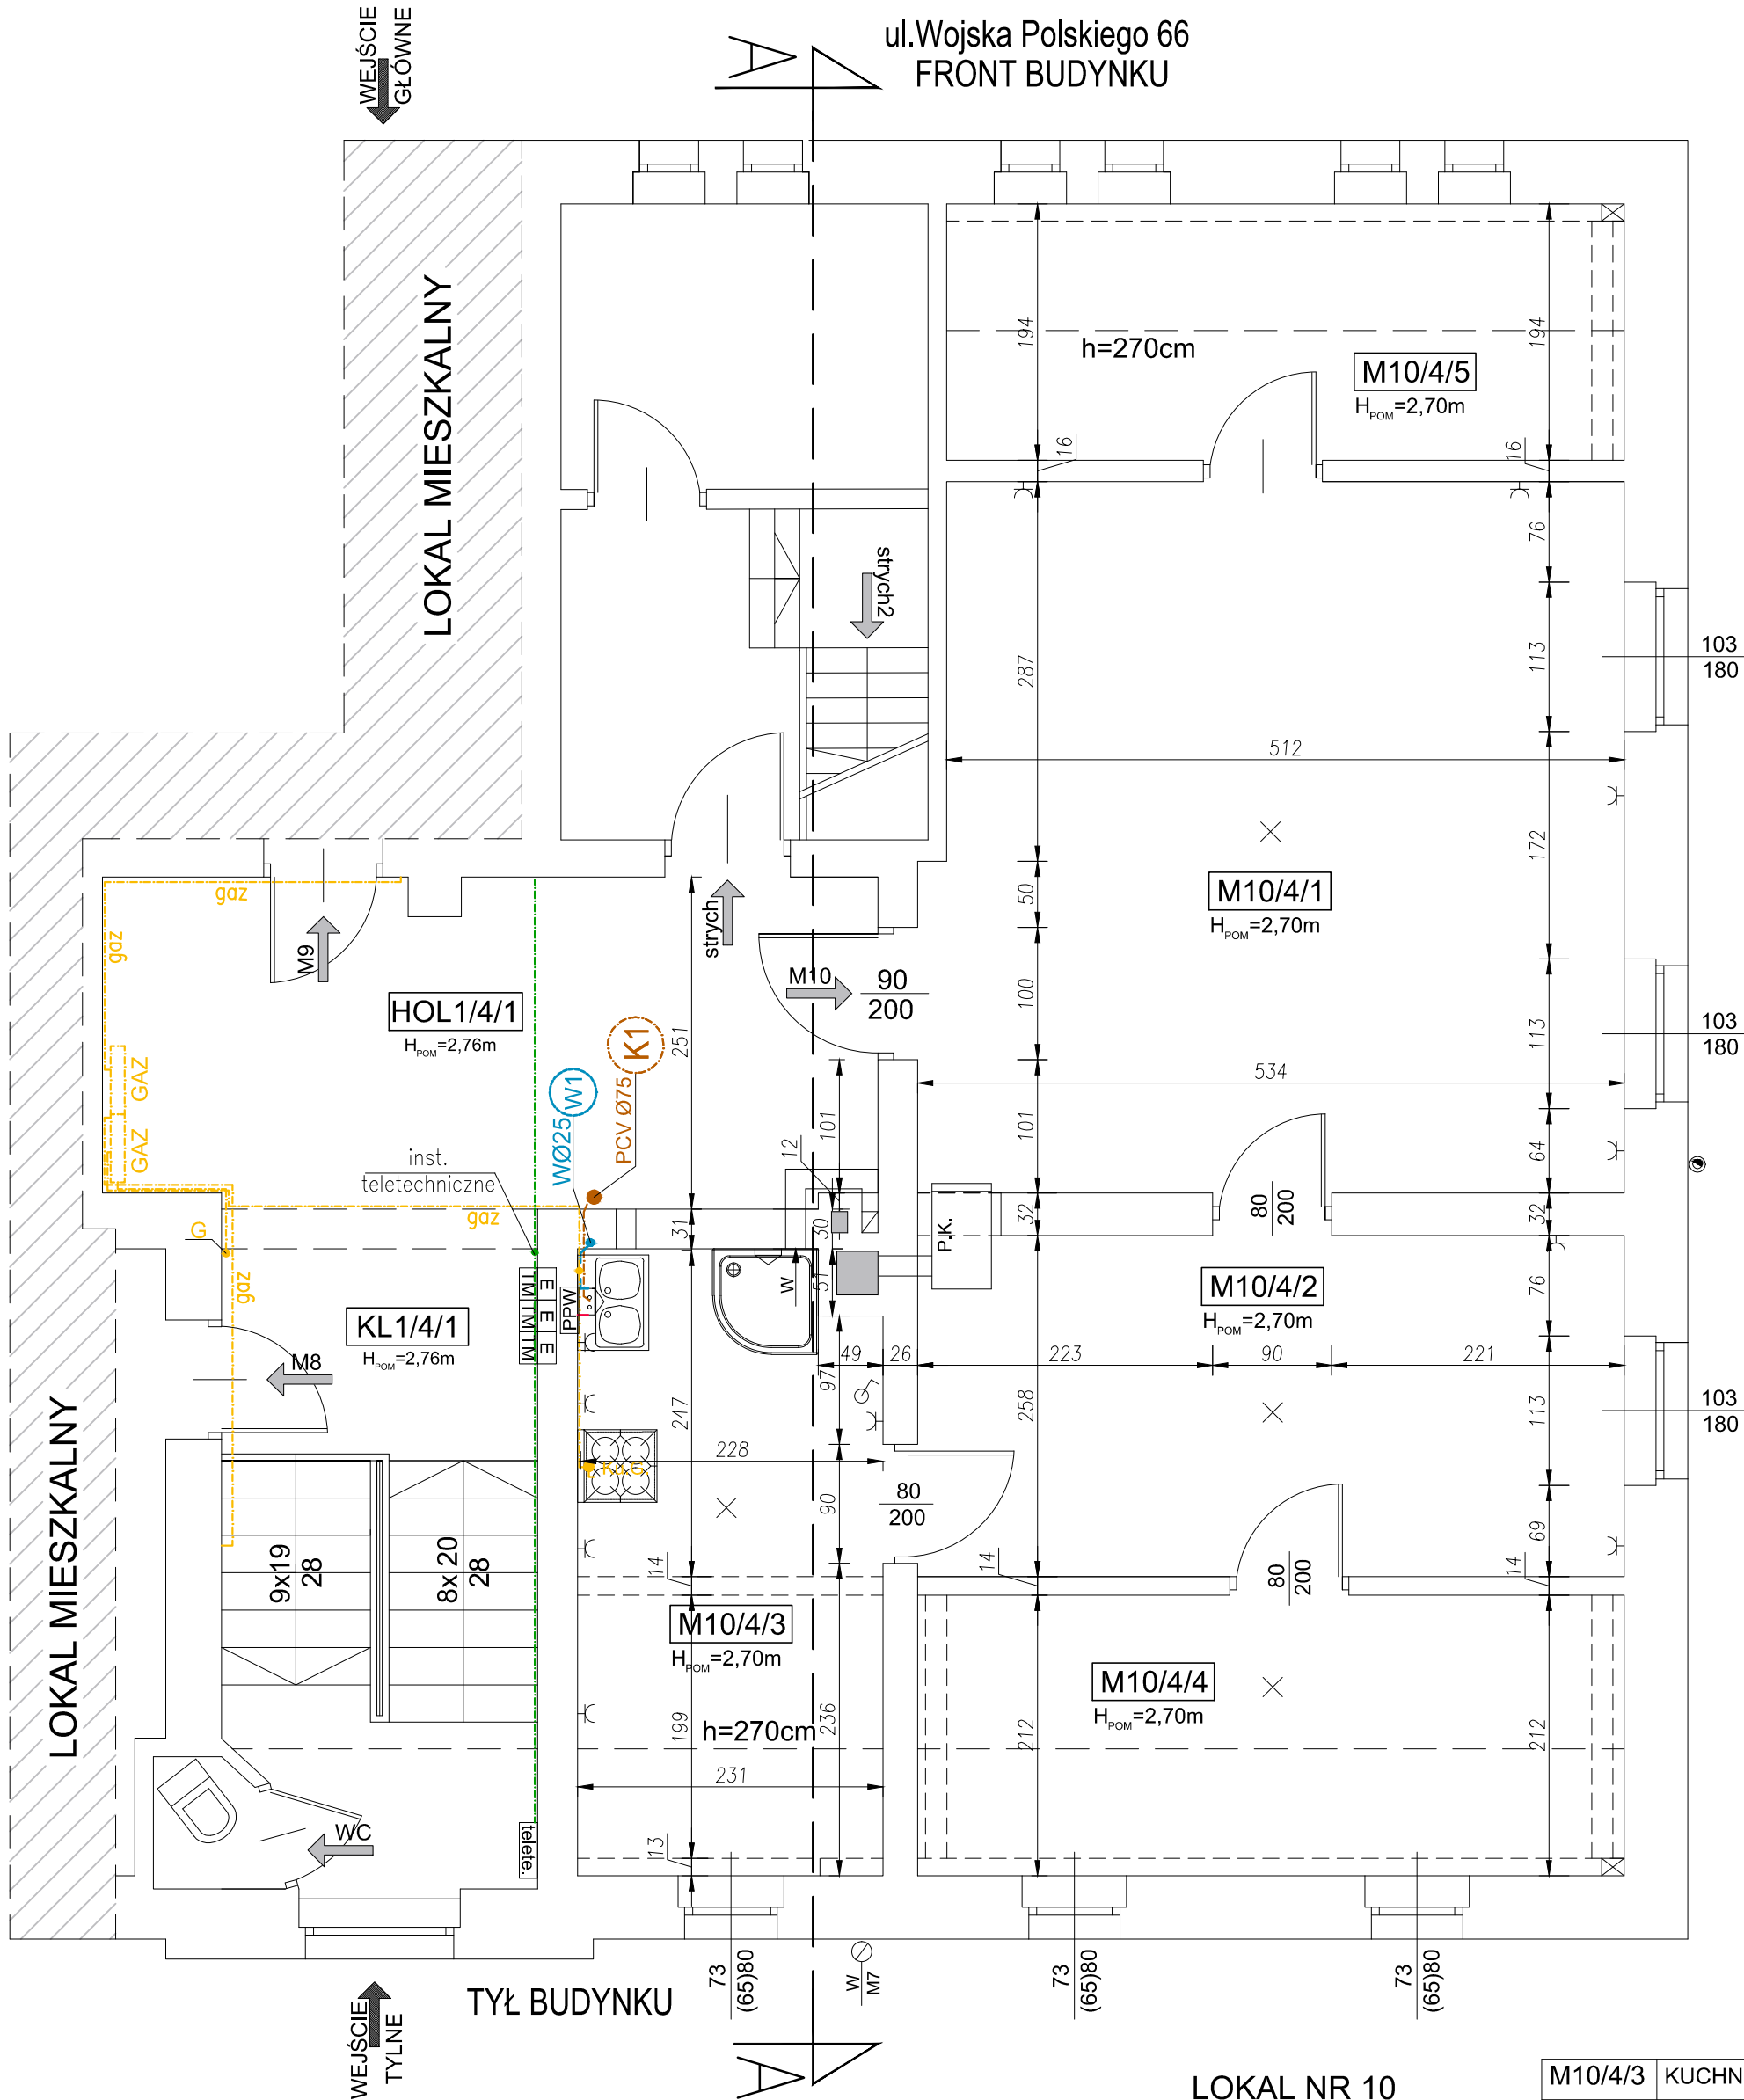 ul.Wojska Polskiego 66
FRONT BUDYNKU
WEJŚCIE
GŁÓWNE
A
LOKAL MIESZKALNY
194
h=270cm
194
M10/4/5
HPOM=2,70m
16
16
strych2
76
287
113
103
180
512
172
gaz
gaz
M9
strych
50
M10/4/1
HPOM=2,70m
M10
90
200
100
HOL1/4/1
HPOM=2,76m
K1
251
113
103
180
534
GAZ
GAZ
W1
WØ25
PCV Ø75
101
101
64
12
inst.
teletechniczne
gaz
G
gaz
31
30
32
P.K.
80
200
32
E
E
E
TM
TM
TM
PPW
W
51
M10/4/2
HPOM=2,70m
76
KL1/4/1
HPOM=2,76m
M8
49
26
223
90
221
97
247
258
113
103
180
LOKAL MIESZKALNY
228
Ku.G.
90
80
200
69
9x19
28
8x 20
28
14
14
80
200
14
M10/4/3
HPOM=2,70m
M10/4/4
HPOM=2,70m
199
h=270cm
236
212
212
231
WC
telete.
13
73
(65)80
W
M7
73
(65)80
73
(65)80
WEJŚCIE
TYLNE
TYŁ BUDYNKU
A
LOKAL NR 10
M10/4/3 KUCHN